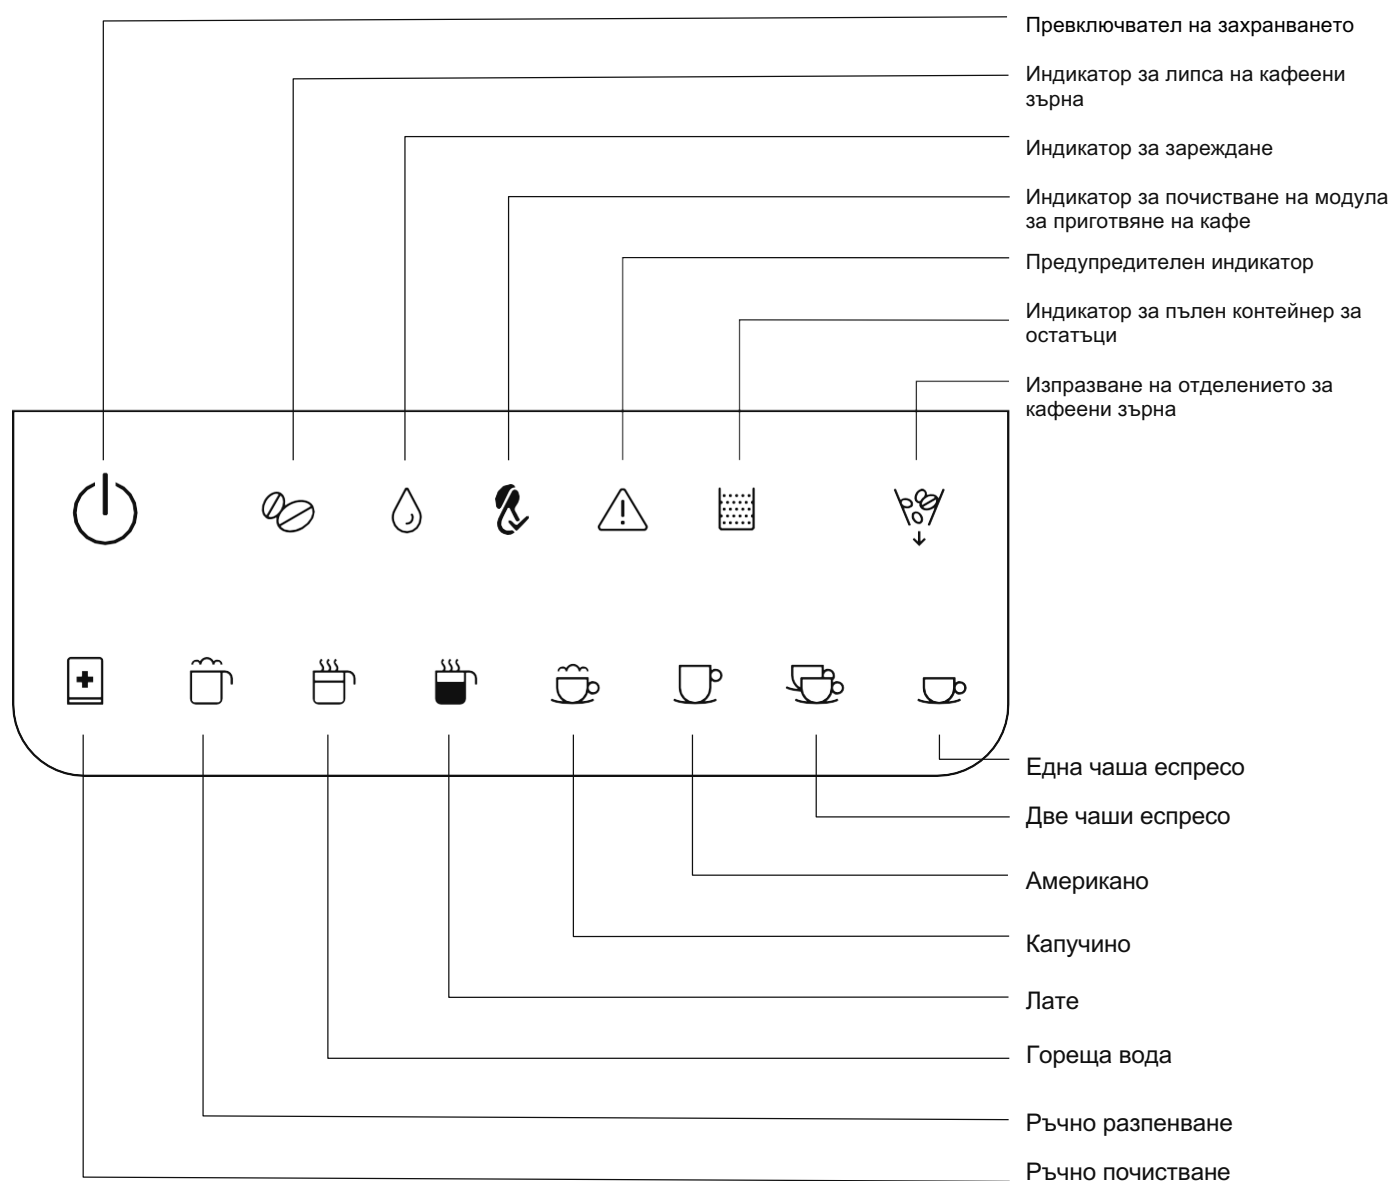 Превключвател на захранването
Индикатор за липса на кафеени
зърна
Индикатор за зареждане
Индикатор за почистване на модула
за приготвяне на кафе
Предупредителен индикатор
Индикатор за пълен контейнер за
остатъци
Изпразване на отделението за
кафеени зърна
Една чаша еспресо
Две чаши еспресо
Американо
Капучино
Лате
Гореща вода
Ръчно разпенване
Ръчно почистване